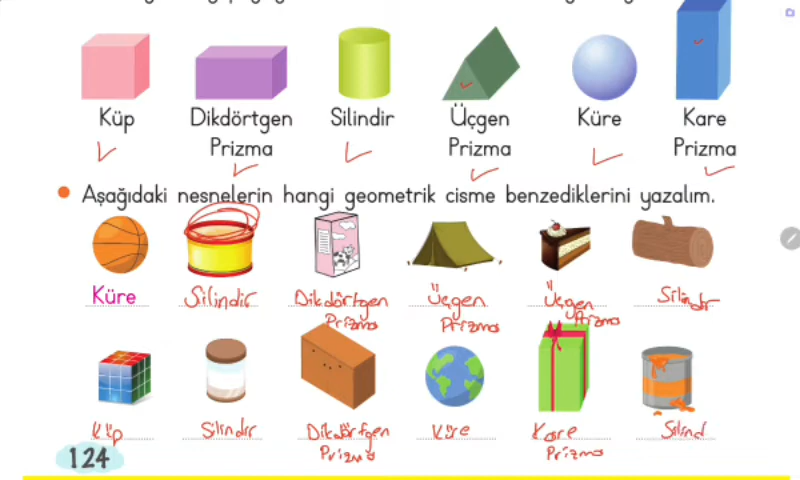 Küp Dikdörtgen Silindir Üçgen Küre Kare
Prizma Prizma Prizma
Aşağıdaki nesnelerin hangi geometrik cisme benzediklerini yazalım.
Küre Silindir Dikdörtgen Üçgen Üçgen Silindir
Prizma Prizma Prizma
Küp Silindir Dikdörtgen Küre Kare Silind
Prizma Prizma
124